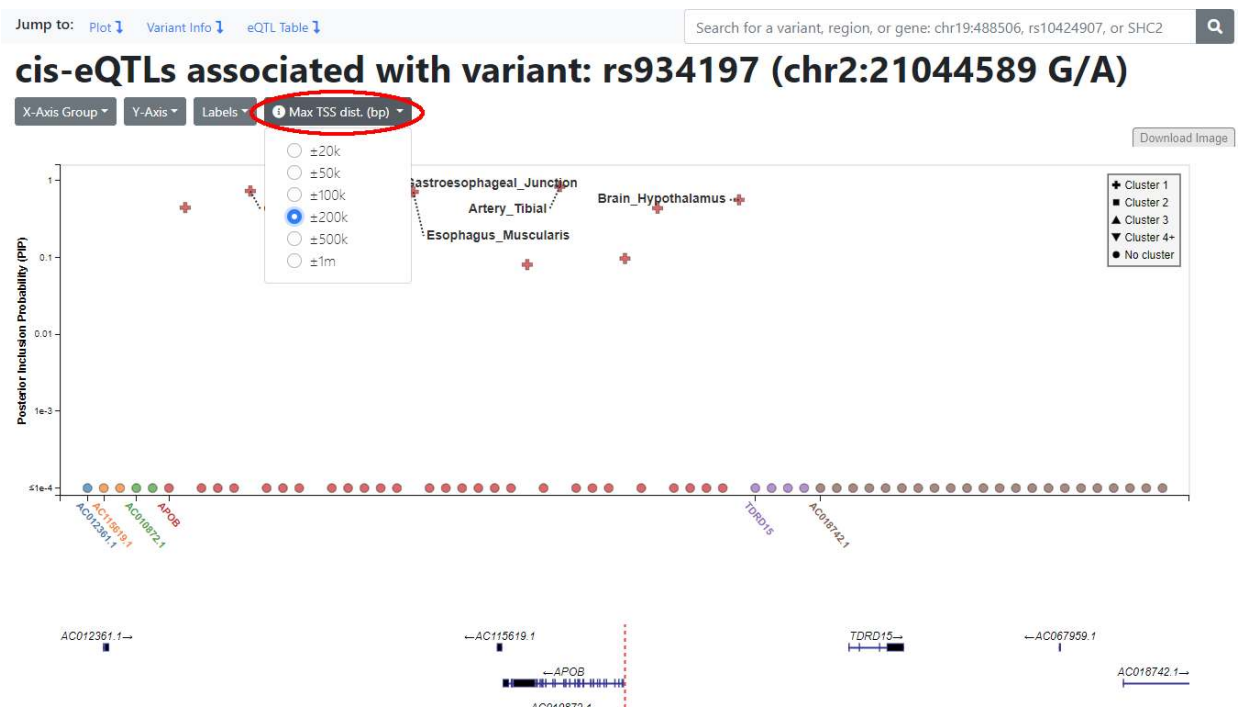 Jump to: Plot Variant Info eQTL Table
Search for a variant, region, or gene: chr19:488506, rs10424907, or SHC2
cis-eQTLs associated with variant: rs934197 (chr2:21044589 G/A)
X-Axis Group Y-Axis Labels Max TSS dist. (bp)
Download Image
±20k
±50k
±100k
±200k
±500k
±1m
Gastroesophageal_Junction
Artery_Tibial
Esophagus_Muscularis
Brain_Hypothalamus
Cluster 1
Cluster 2
Cluster 3
Cluster 4+
No cluster
Posterior Inclusion Probability (PIP)
1
0.1
0.01
1e-3
≤1e-4
AC012361.1
AC115619.1
AC010872.1
APOB
TDRD15
AC018742.1
AC012361.1→
←AC115619.1
TDRD15→
←AC067959.1
←APOB
AC018742.1→
AC010872.1